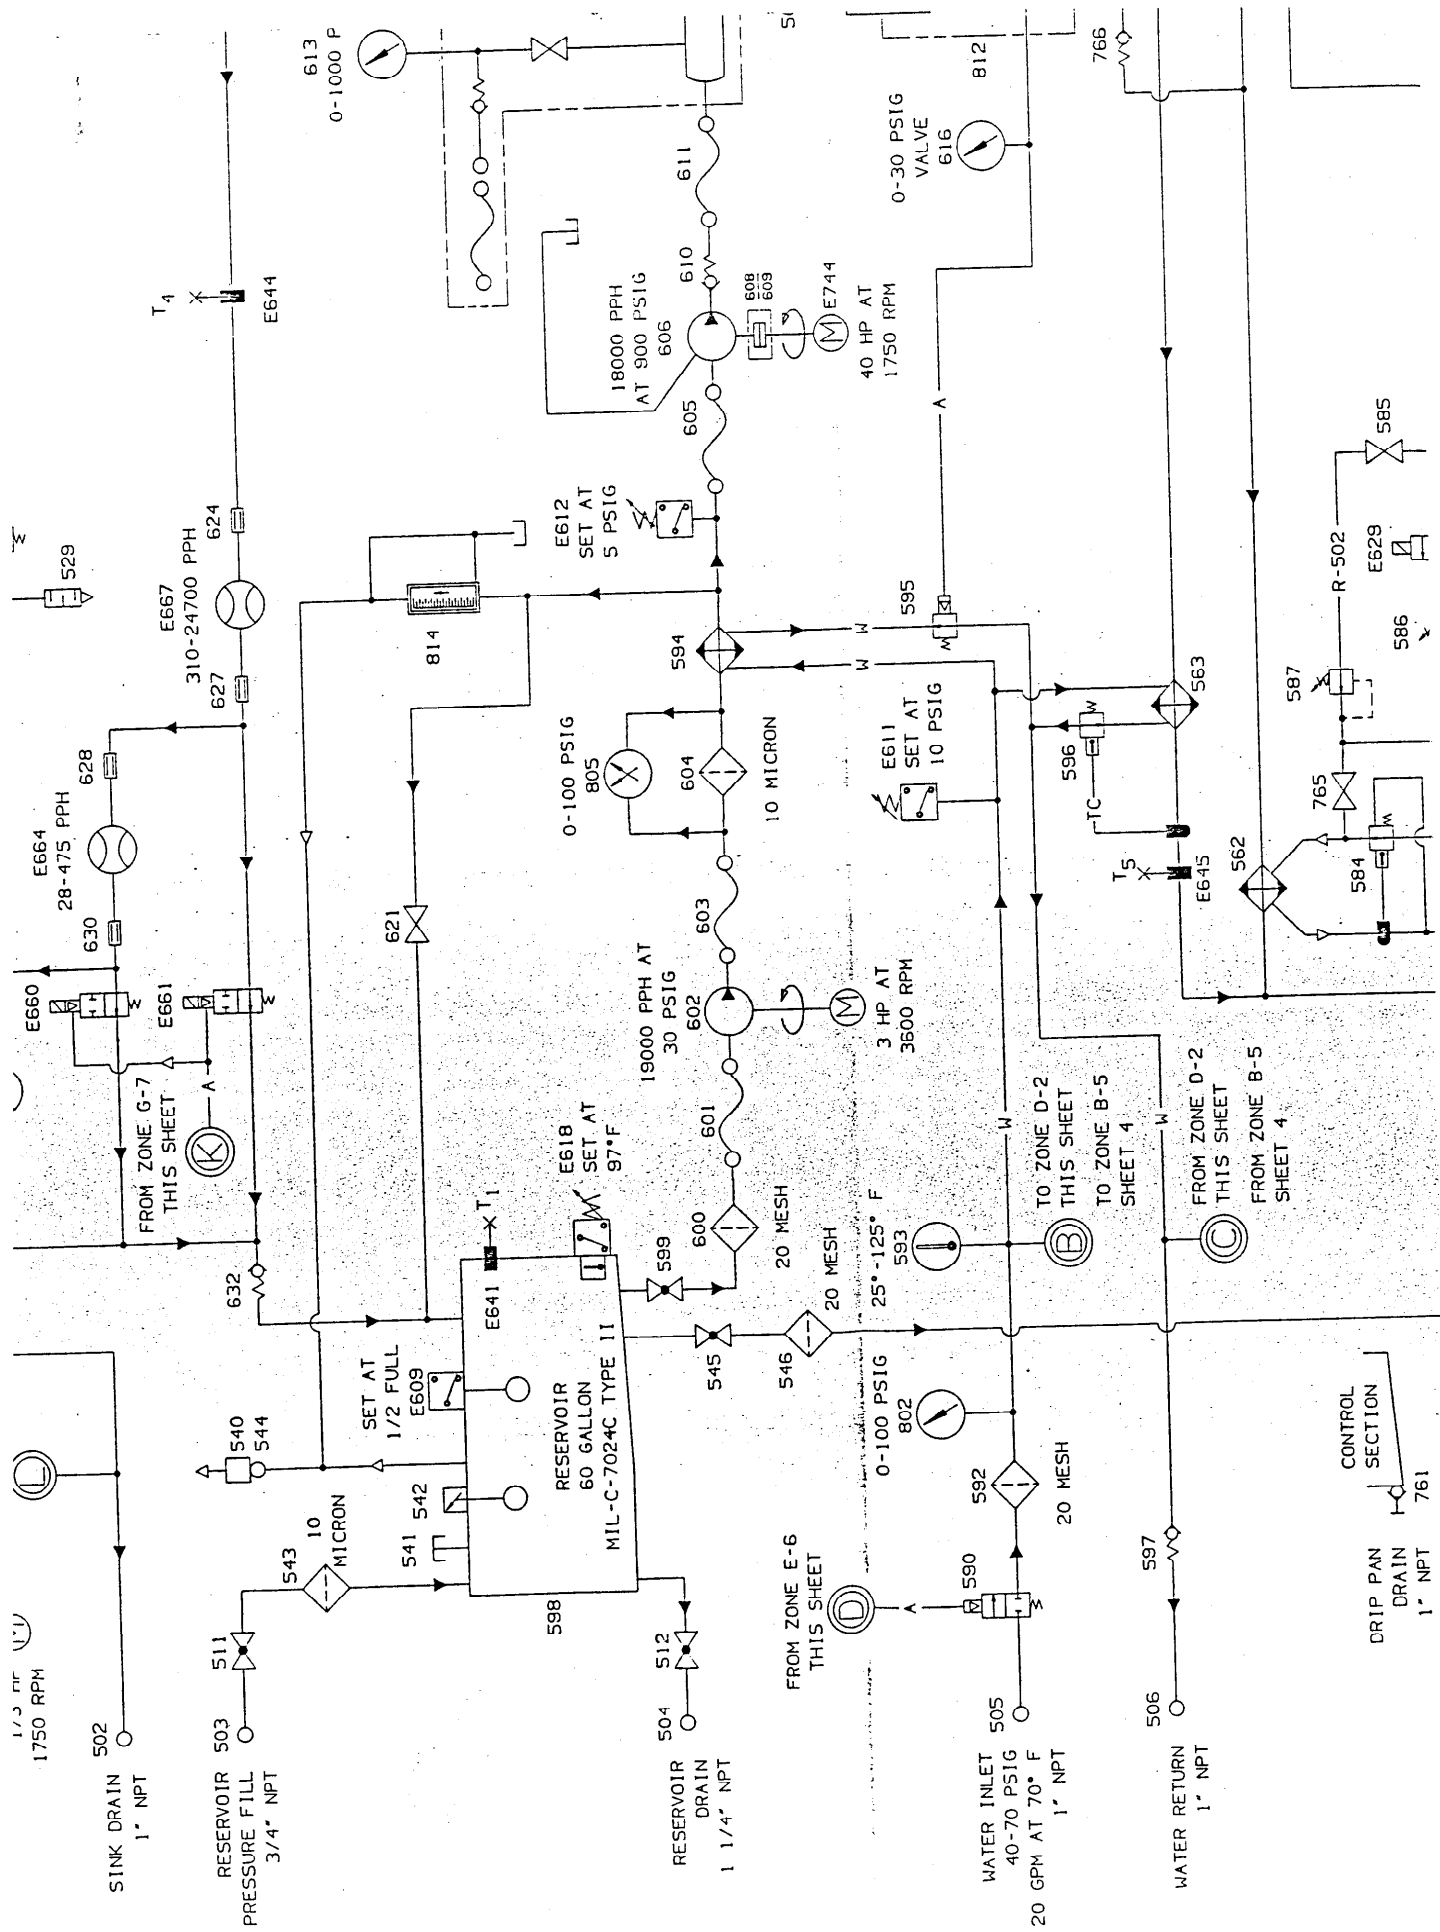 1750 RPM
502
SINK DRAIN
1" NPT
L
RESERVOIR
PRESSURE FILL
3/4" NPT
503
511
543
10
MICRON
540
544
541
542
SET AT
1/2 FULL
E609
598
RESERVOIR
60 GALLON
MIL-C-7024C TYPE II
E641
T1
E618
SET AT
97°F
632
FROM ZONE G-7
THIS SHEET
K
A
E660
E661
630
E664
28-475 PPH
628
627
E667
310-24700 PPH
624
529
E644
T4
621
814
613
0-1000 P
RESERVOIR
DRAIN
1 1/4" NPT
504
512
599
600
20 MESH
601
19000 PPH AT
30 PSIG
602
M
3 HP AT
3600 RPM
603
0-100 PSIG
805
604
10 MICRON
594
E612
SET AT
5 PSIG
605
18000 PPH
AT 900 PSIG
606
608
609
M
E744
40 HP AT
1750 RPM
610
611
545
546
20 MESH
FROM ZONE E-6
THIS SHEET
D
A
590
WATER INLET
40-70 PSIG
20 GPM AT 70° F
1" NPT
505
592
20 MESH
0-100 PSIG
802
25°-125° F
593
B
TO ZONE D-2
THIS SHEET
TO ZONE B-5
SHEET 4
W
E611
SET AT
10 PSIG
W
W
595
A
0-30 PSIG
VALVE
616
812
WATER RETURN
1" NPT
506
597
C
FROM ZONE D-2
THIS SHEET
FROM ZONE B-5
SHEET 4
W
T5
E645
TC
596
563
766
DRIP PAN
DRAIN
1" NPT
761
CONTROL
SECTION
562
584
765
587
586
R-502
E629
585